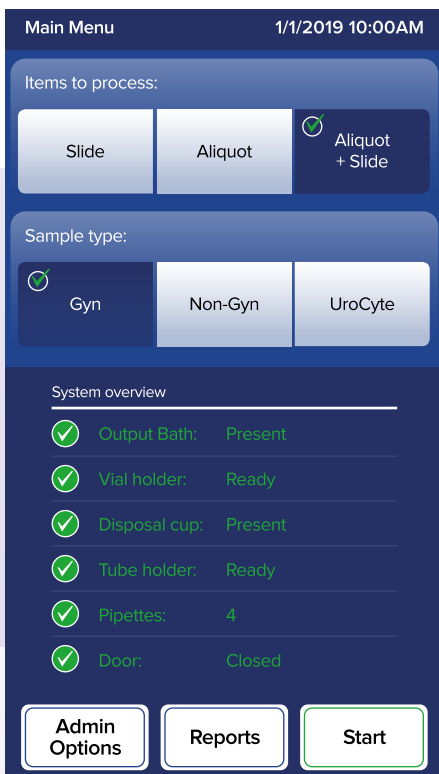 Main Menu 1/1/2019 10:00AM
Items to process:
Slide Aliquot Aliquot
+ Slide
Sample type:
Gyn Non-Gyn UroCyte
System overview
Output Bath: Present
Vial holder: Ready
Disposal cup: Present
Tube holder: Ready
Pipettes: 4
Door: Closed
Admin
Options Reports Start